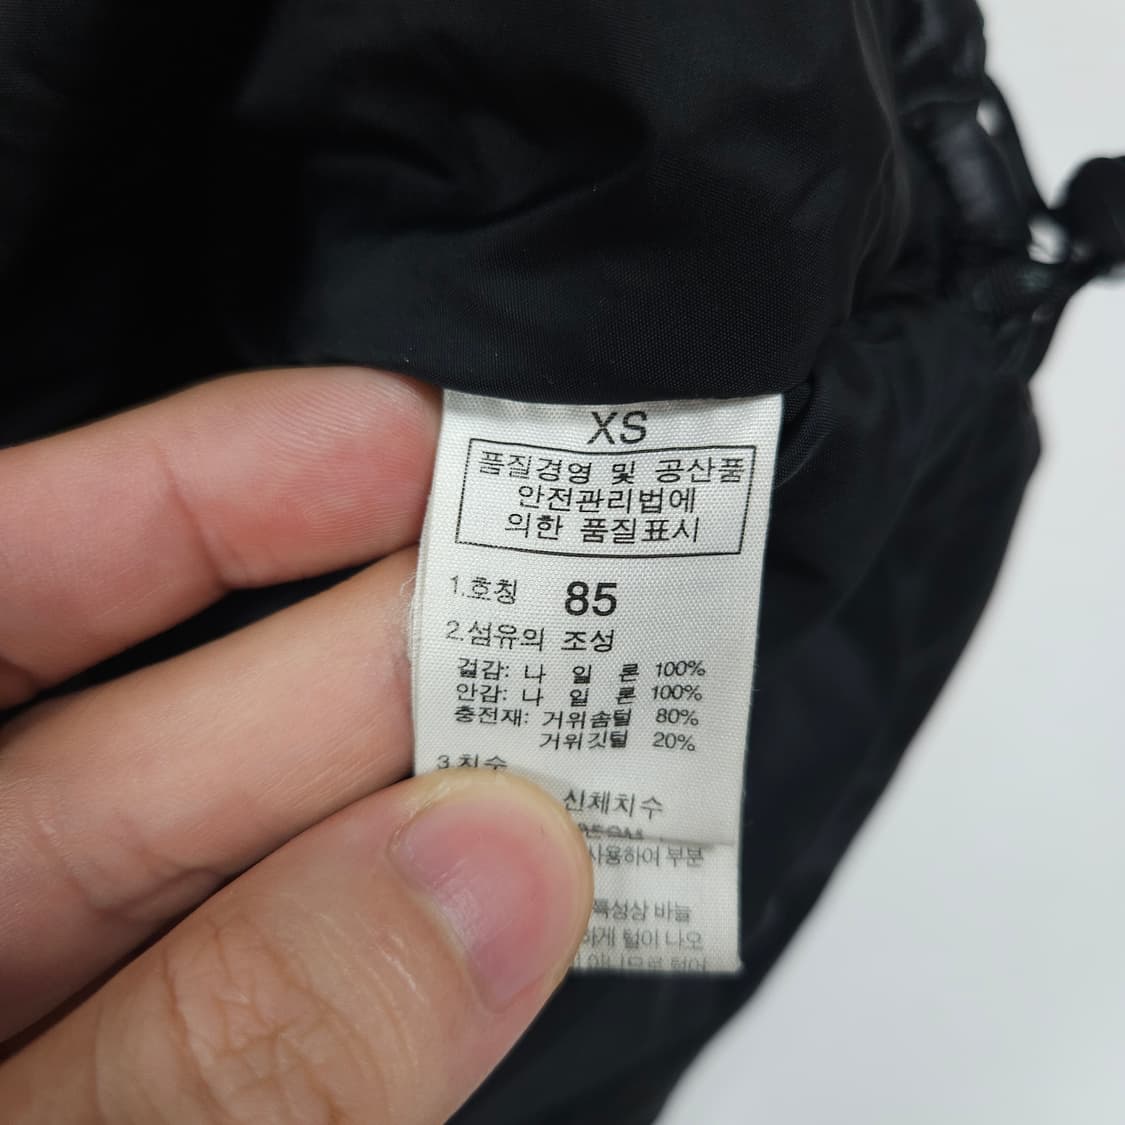 XS
품질경영 및 공산품
안전관리법에
의한 품질표시
1.호칭 85
2.섬유의 조성
겉감: 나 일 론 100%
안감: 나 일 론 100%
충전재: 거위솜털 80%
거위깃털 20%
3.치수
신체치수
사용하여 부분
특성상 바늘
하게 털이 나오